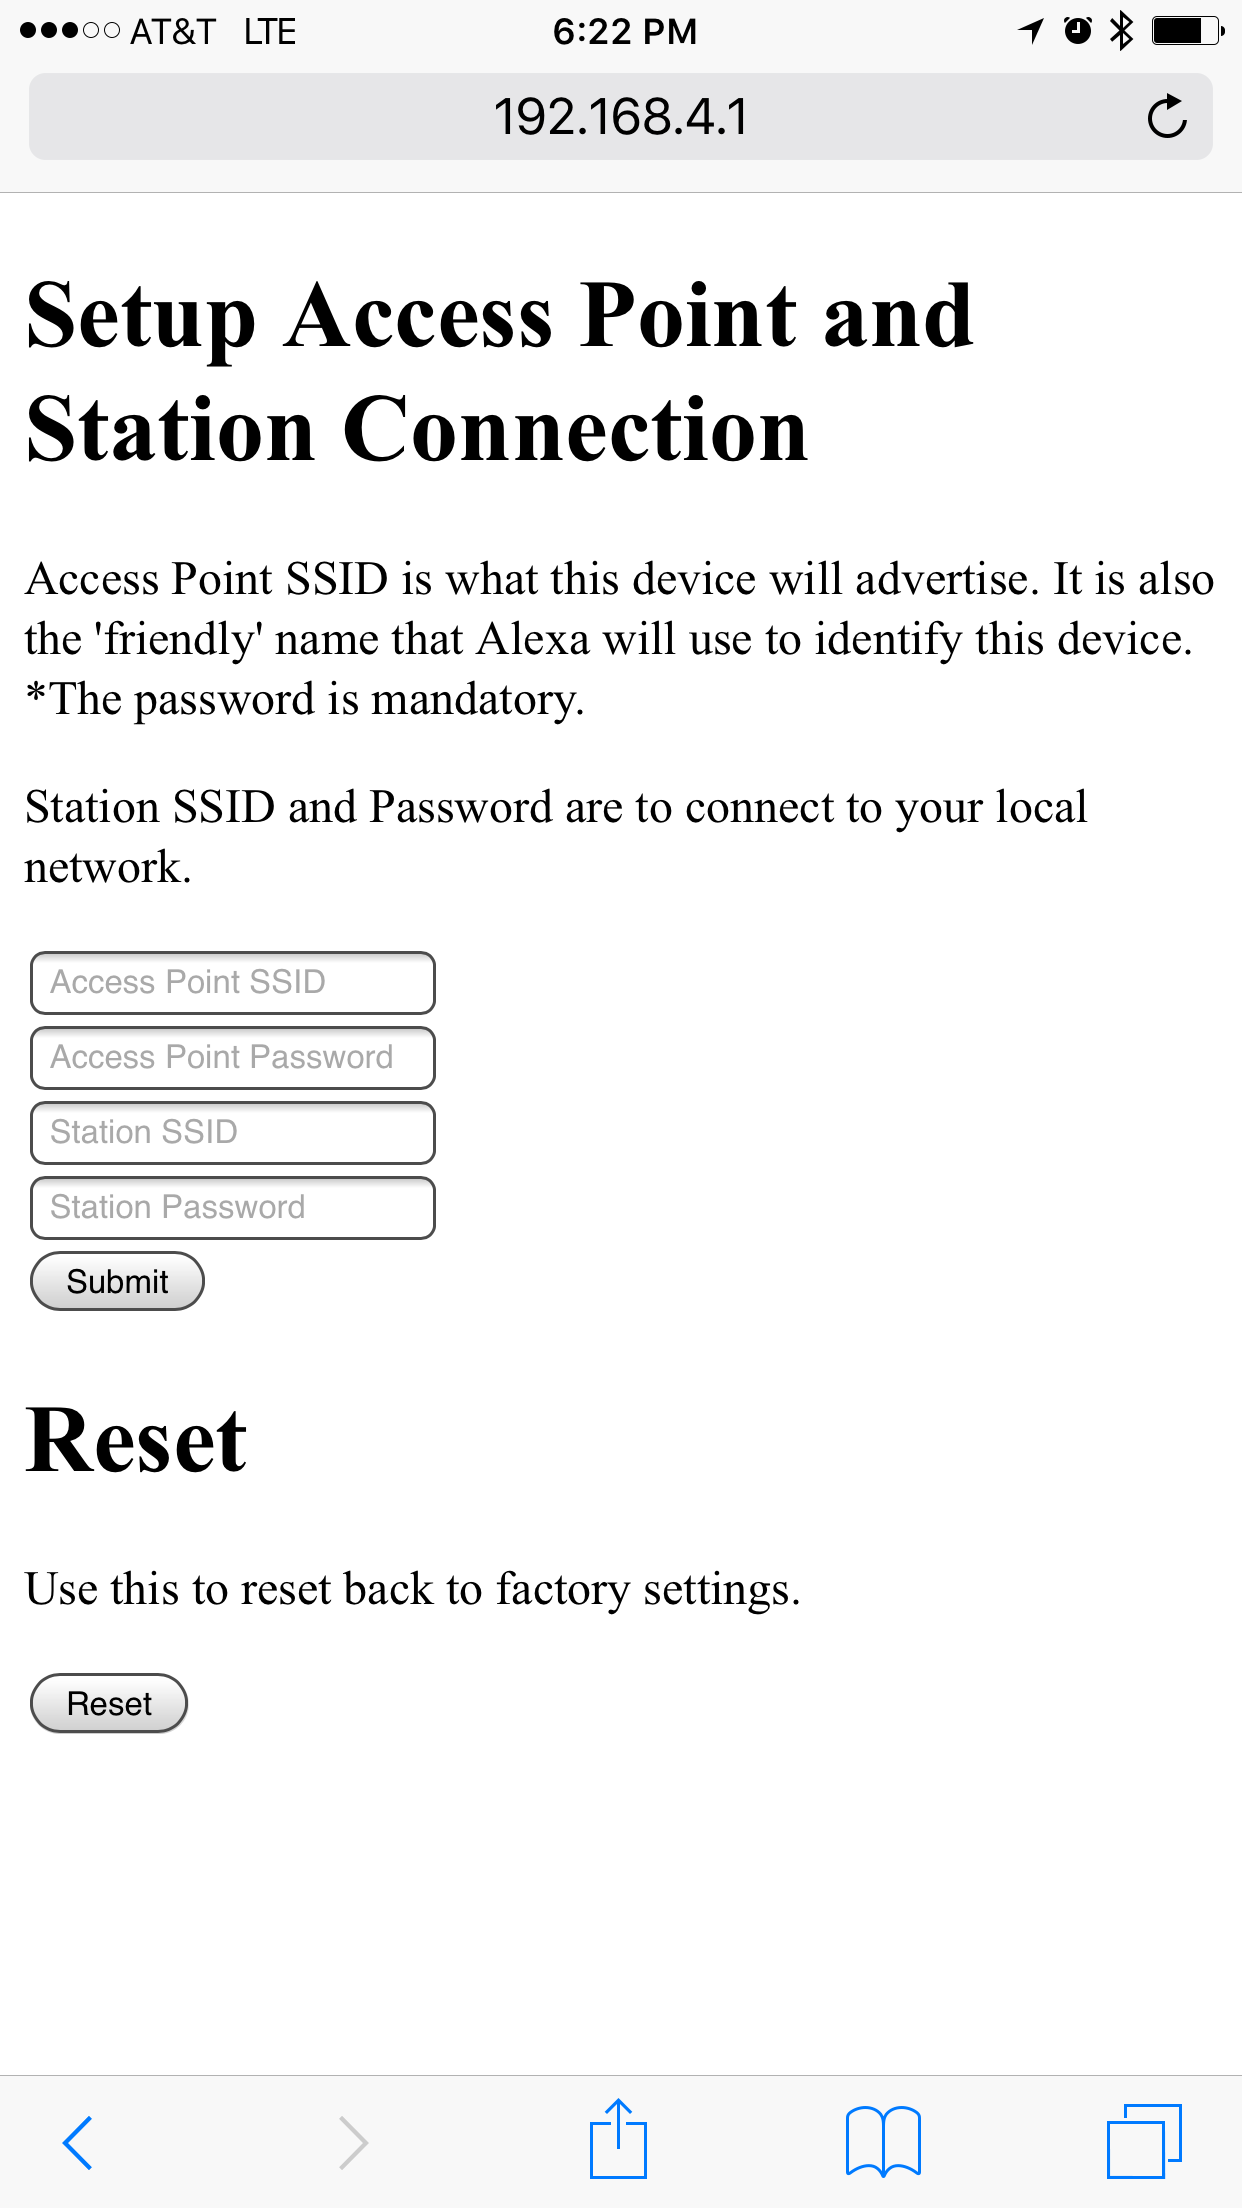 AT&T LTE 6:22 PM
192.168.4.1
Setup Access Point and
Station Connection
Access Point SSID is what this device will advertise. It is also
the 'friendly' name that Alexa will use to identify this device.
*The password is mandatory.
Station SSID and Password are to connect to your local
network.
Access Point SSID
Access Point Password
Station SSID
Station Password
Submit
Reset
Use this to reset back to factory settings.
Reset